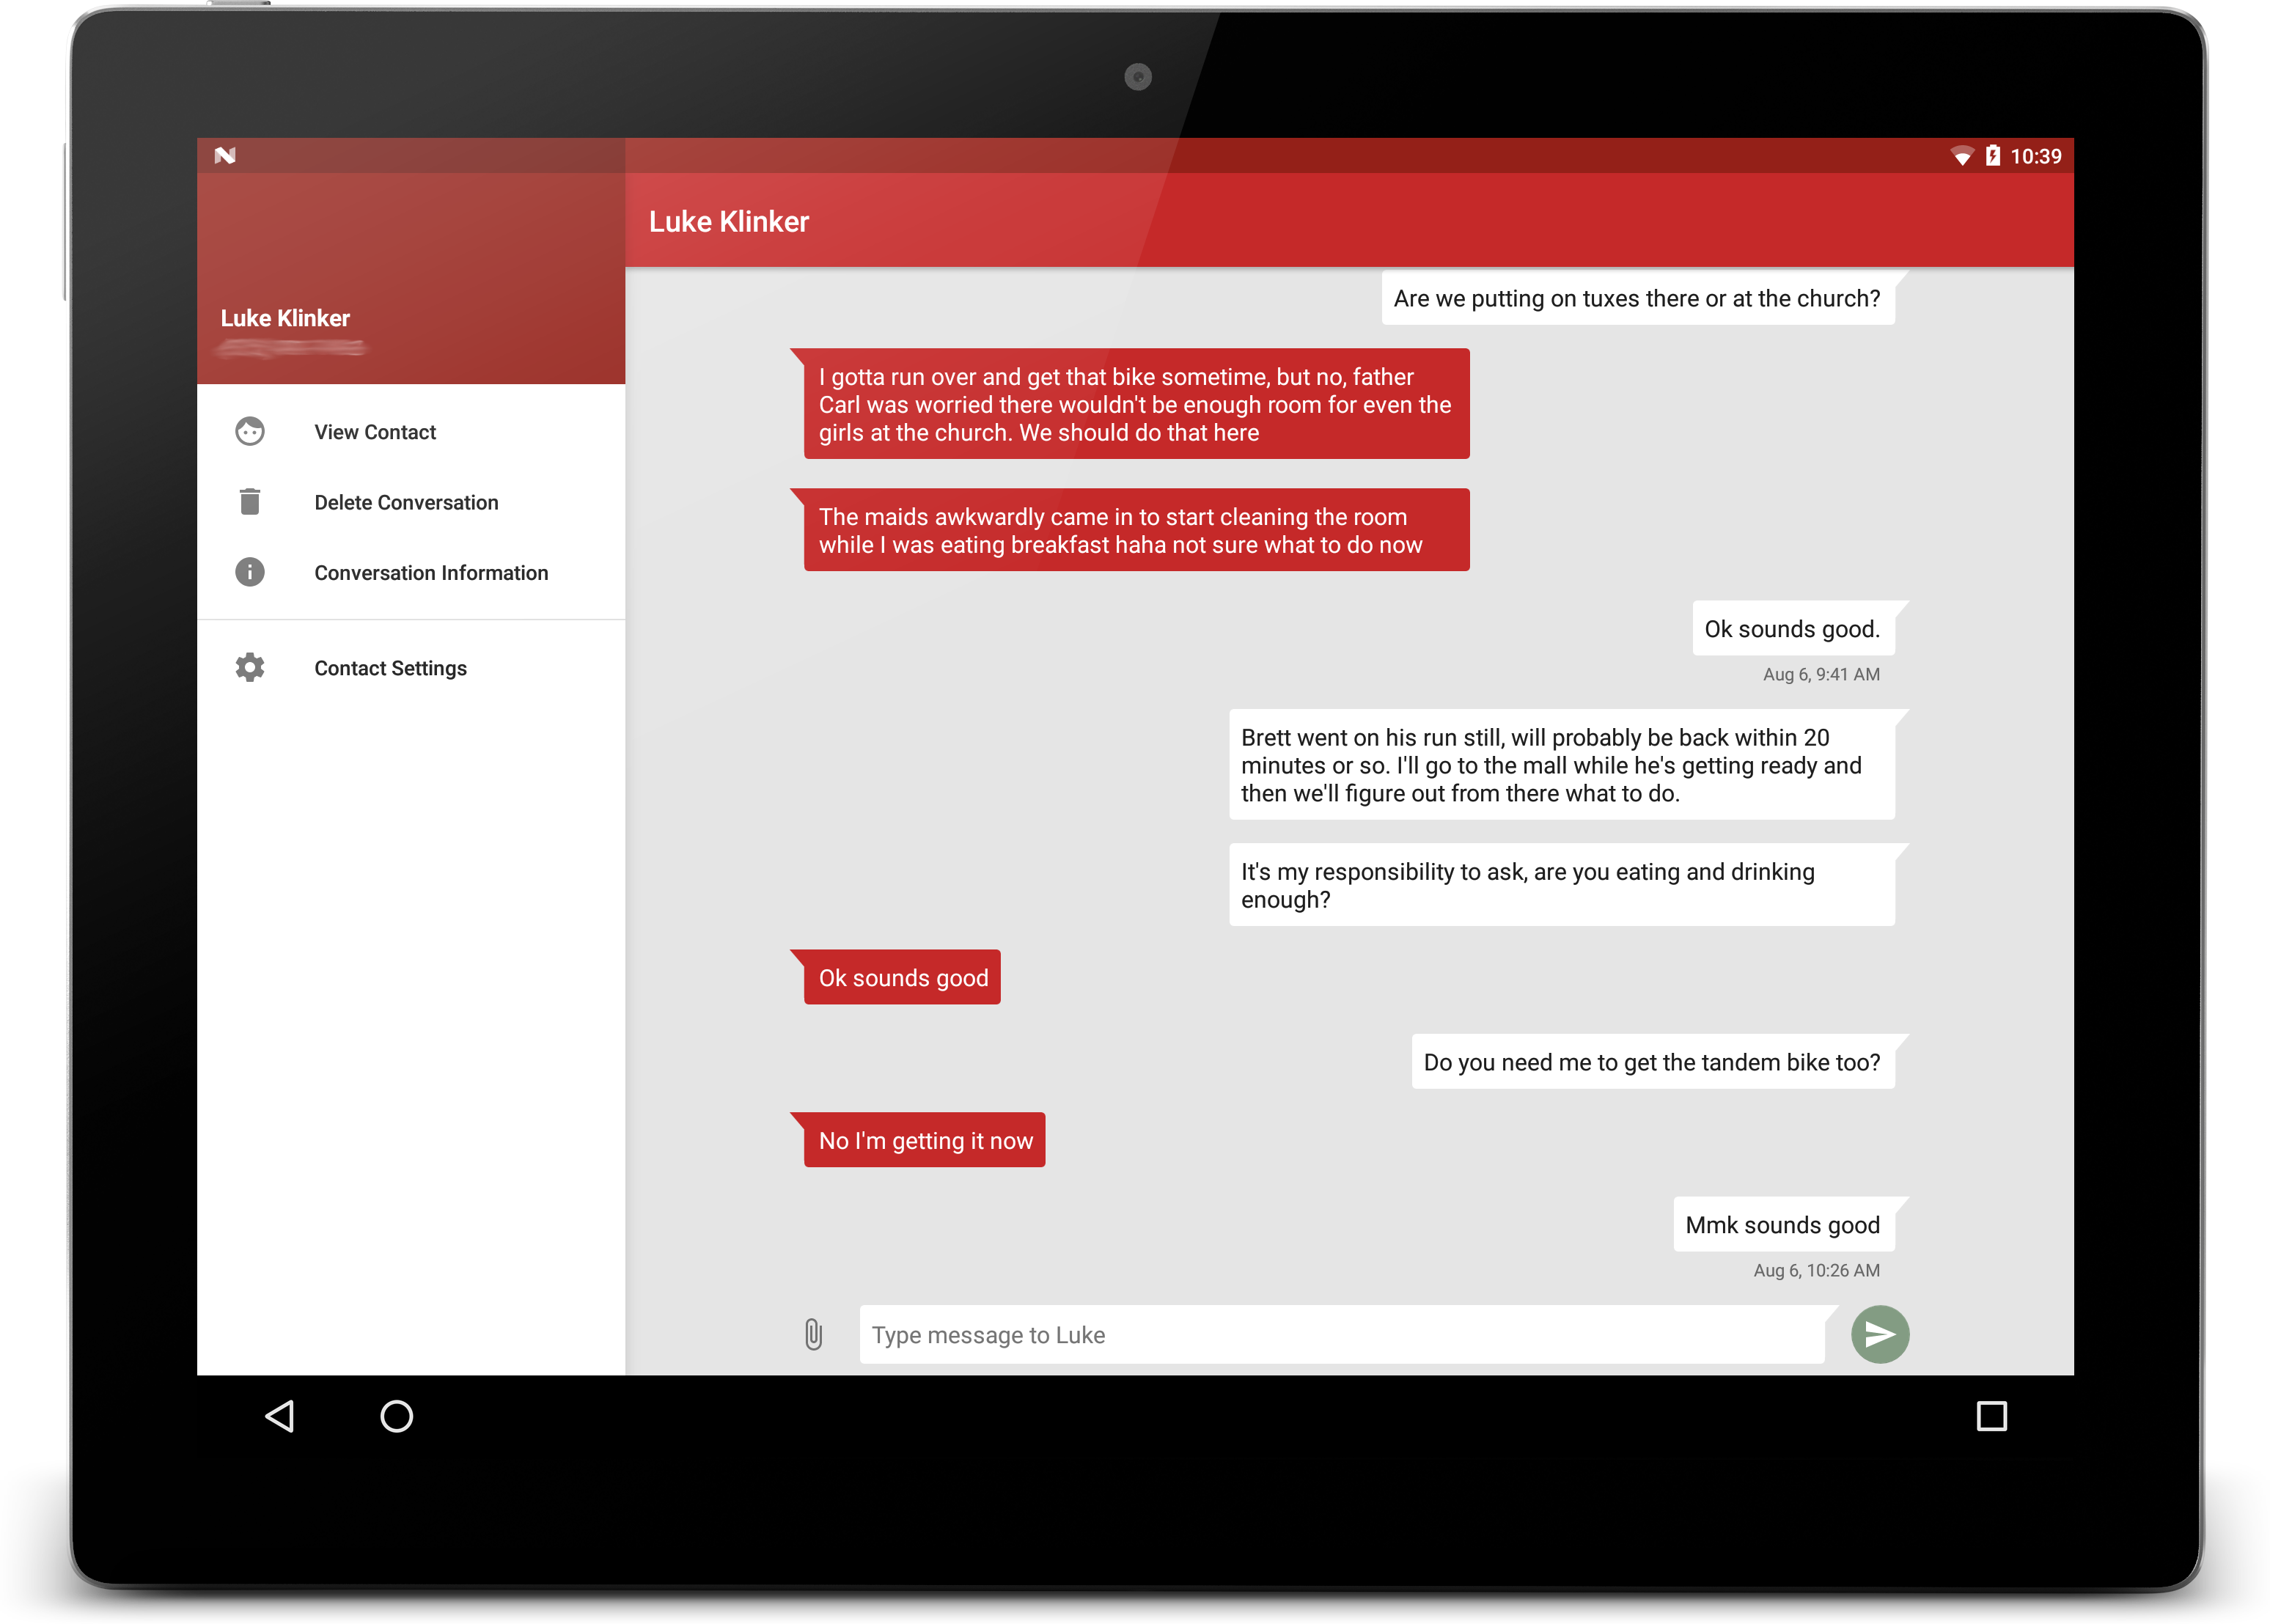 10:39
Luke Klinker
Luke Klinker
View Contact
Delete Conversation
Conversation Information
Contact Settings
Are we putting on tuxes there or at the church?
I gotta run over and get that bike sometime, but no, father
Carl was worried there wouldn't be enough room for even the
girls at the church. We should do that here
The maids awkwardly came in to start cleaning the room
while I was eating breakfast haha not sure what to do now
Ok sounds good.
Aug 6, 9:41 AM
Brett went on his run still, will probably be back within 20
minutes or so. I'll go to the mall while he's getting ready and
then we'll figure out from there what to do.
It's my responsibility to ask, are you eating and drinking
enough?
Ok sounds good
Do you need me to get the tandem bike too?
No I'm getting it now
Mmk sounds good
Aug 6, 10:26 AM
Type message to Luke